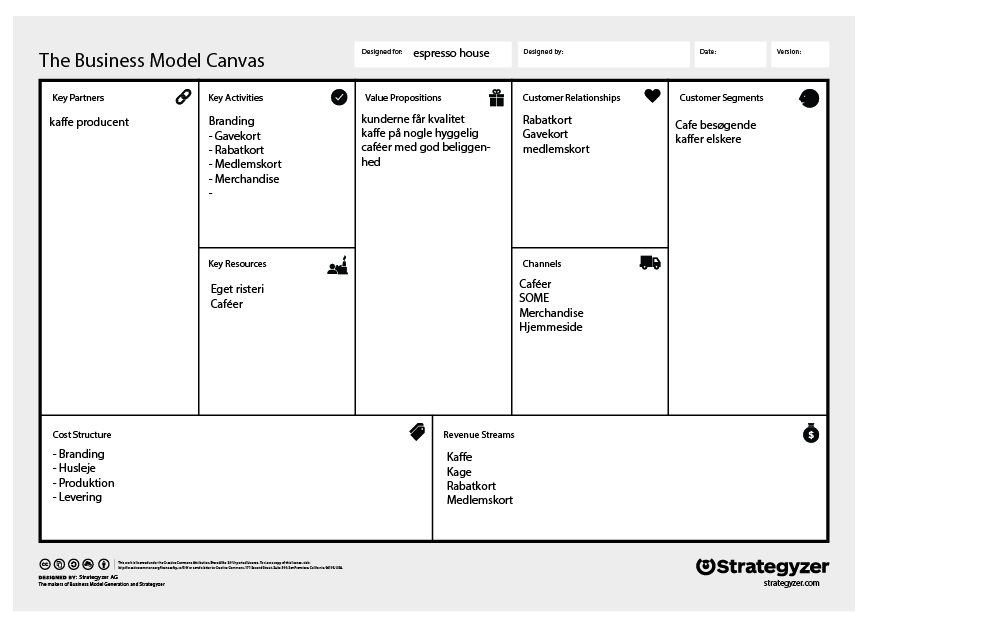 The Business Model Canvas
Designed for: espresso house
Designed by:
Date:
Version:
Key Partners
kaffe producent
Key Activities
Branding
- Gavekort
- Rabatkort
- Medlemskort
- Merchandise
-
Key Resources
Eget risteri
Caféer
Value Propositions
kunderne får kvalitet
kaffe på nogle hyggelig
caféer med god beliggen-
hed
Customer Relationships
Rabatkort
Gavekort
medlemskort
Channels
Caféer
SOME
Merchandise
Hjemmeside
Customer Segments
Cafe besøgende
kaffer elskere
Cost Structure
- Branding
- Husleje
- Produktion
- Levering
Revenue Streams
Kaffe
Kage
Rabatkort
Medlemskort
DESIGNED BY: Strategyzer AG
The makers of Business Model Generation and Strategyzer
Strategyzer
strategyzer.com